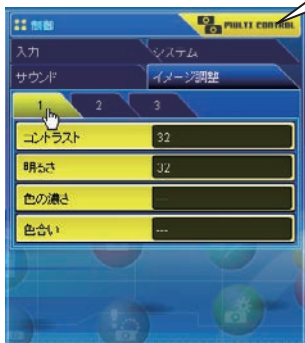 制御 MULTI CONTROL
入力 システム
サウンド イメージ調整
1 2 3
コントラスト 32
明るさ 32
色の濃さ ---
色合い ---